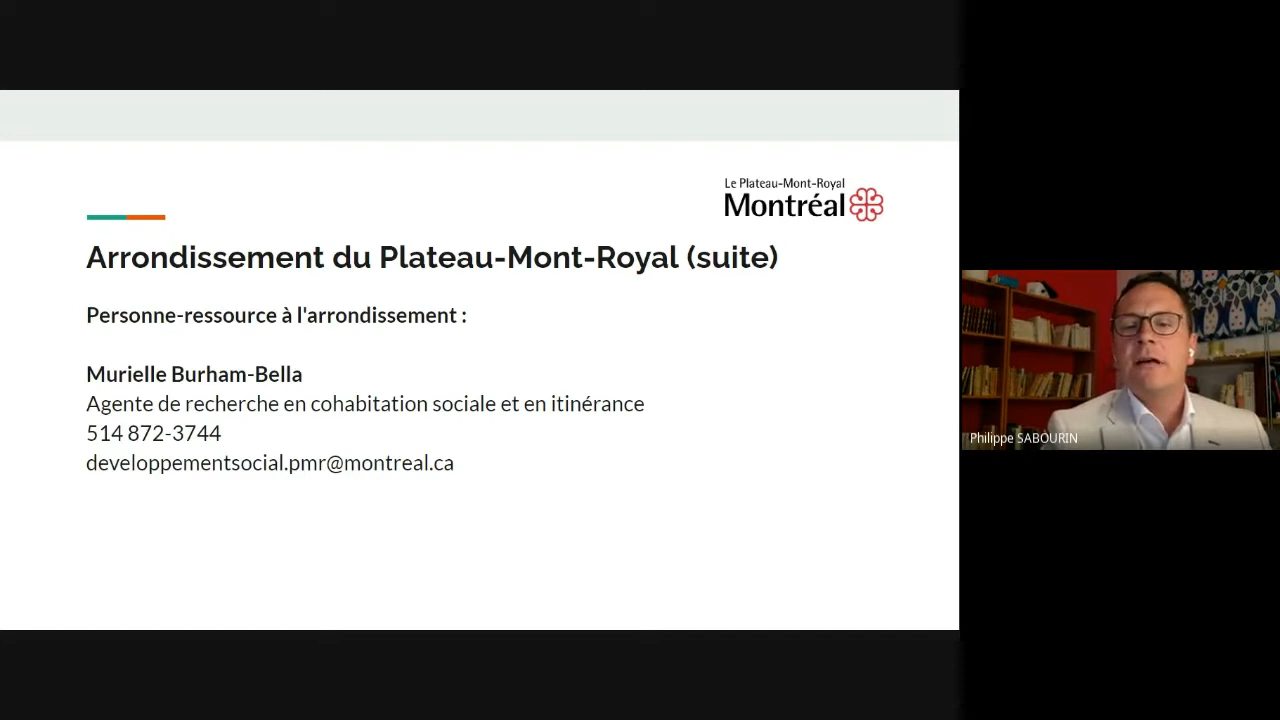 Le Plateau-Mont-Royal
Montréal
Arrondissement du Plateau-Mont-Royal (suite)
Personne-ressource à l'arrondissement :
Murielle Burham-Bella
Agente de recherche en cohabitation sociale et en itinérance
514 872-3744
developpementsocial.pmr@montreal.ca
Philippe SABOURIN